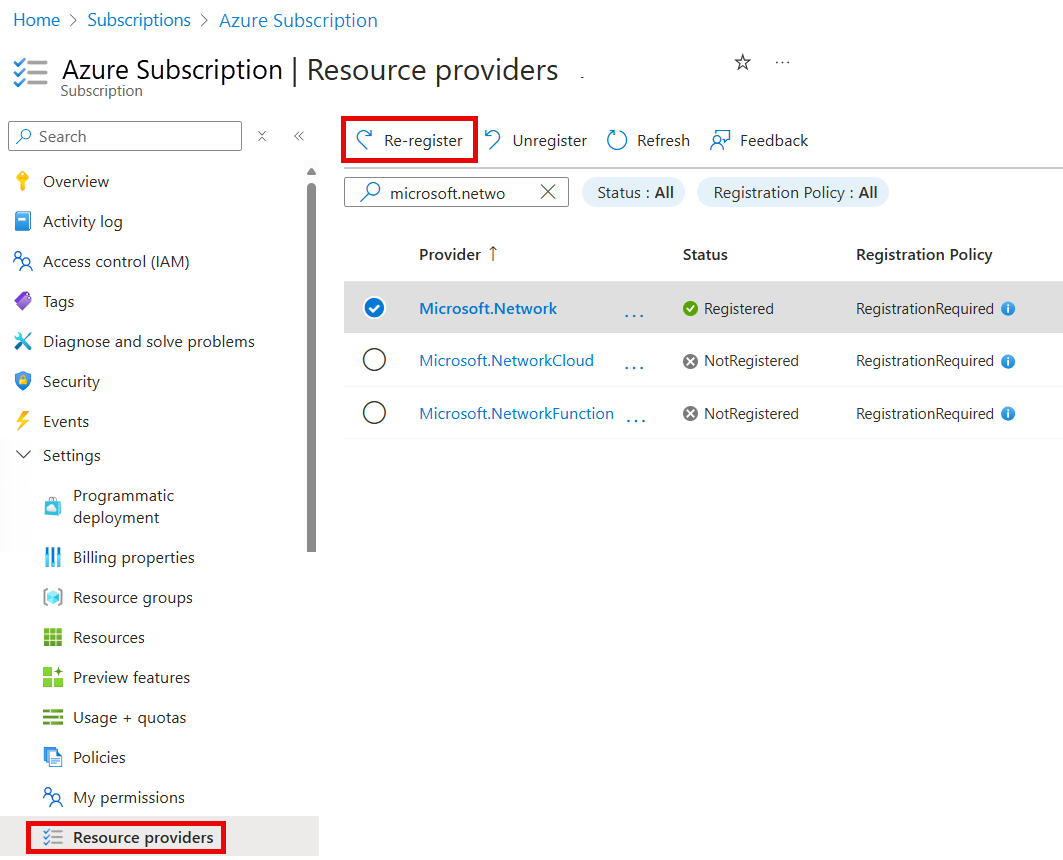 Home > Subscriptions > Azure Subscription
Azure Subscription | Resource providers
Subscription
Search
Re-register Unregister Refresh Feedback
microsoft.netwo Status : All Registration Policy : All
Overview
Activity log
Access control (IAM)
Tags
Diagnose and solve problems
Security
Events
Settings
Programmatic
deployment
Billing properties
Resource groups
Resources
Preview features
Usage + quotas
Policies
My permissions
Resource providers
Provider ↑ Status Registration Policy
Microsoft.Network ... Registered RegistrationRequired
Microsoft.NetworkCloud ... NotRegistered RegistrationRequired
Microsoft.NetworkFunction ... NotRegistered RegistrationRequired